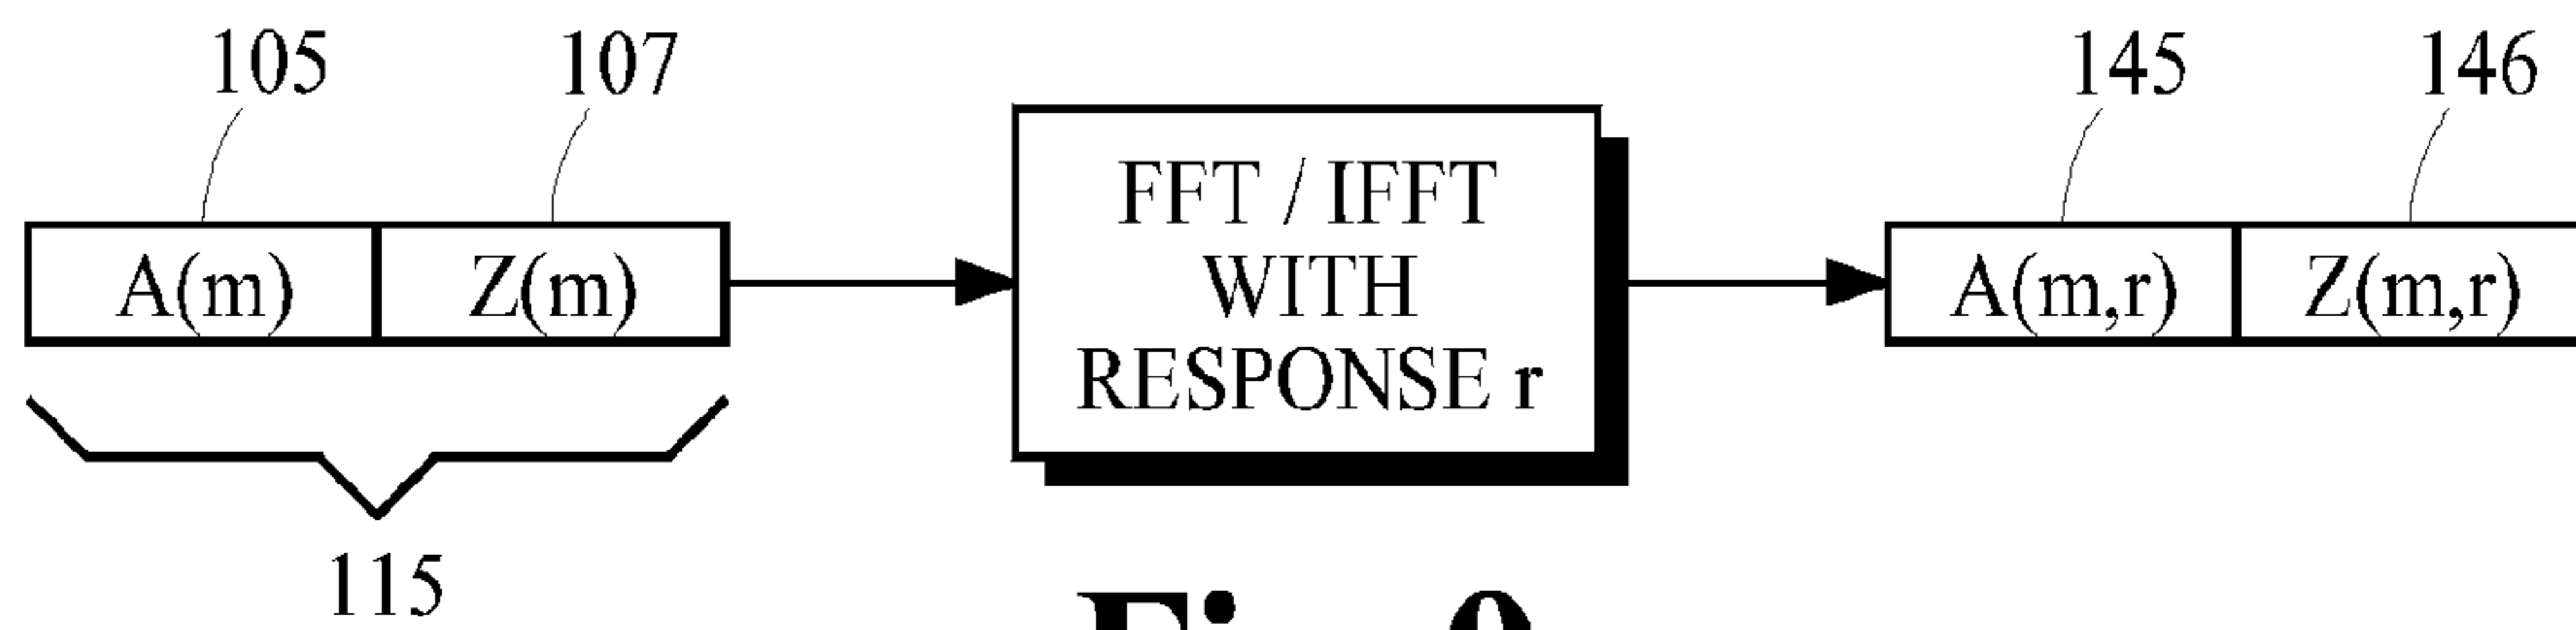 105 107 145 146
A(m) Z(m)
FFT / IFFT
WITH
RESPONSE r
A(m,r) Z(m,r)
115